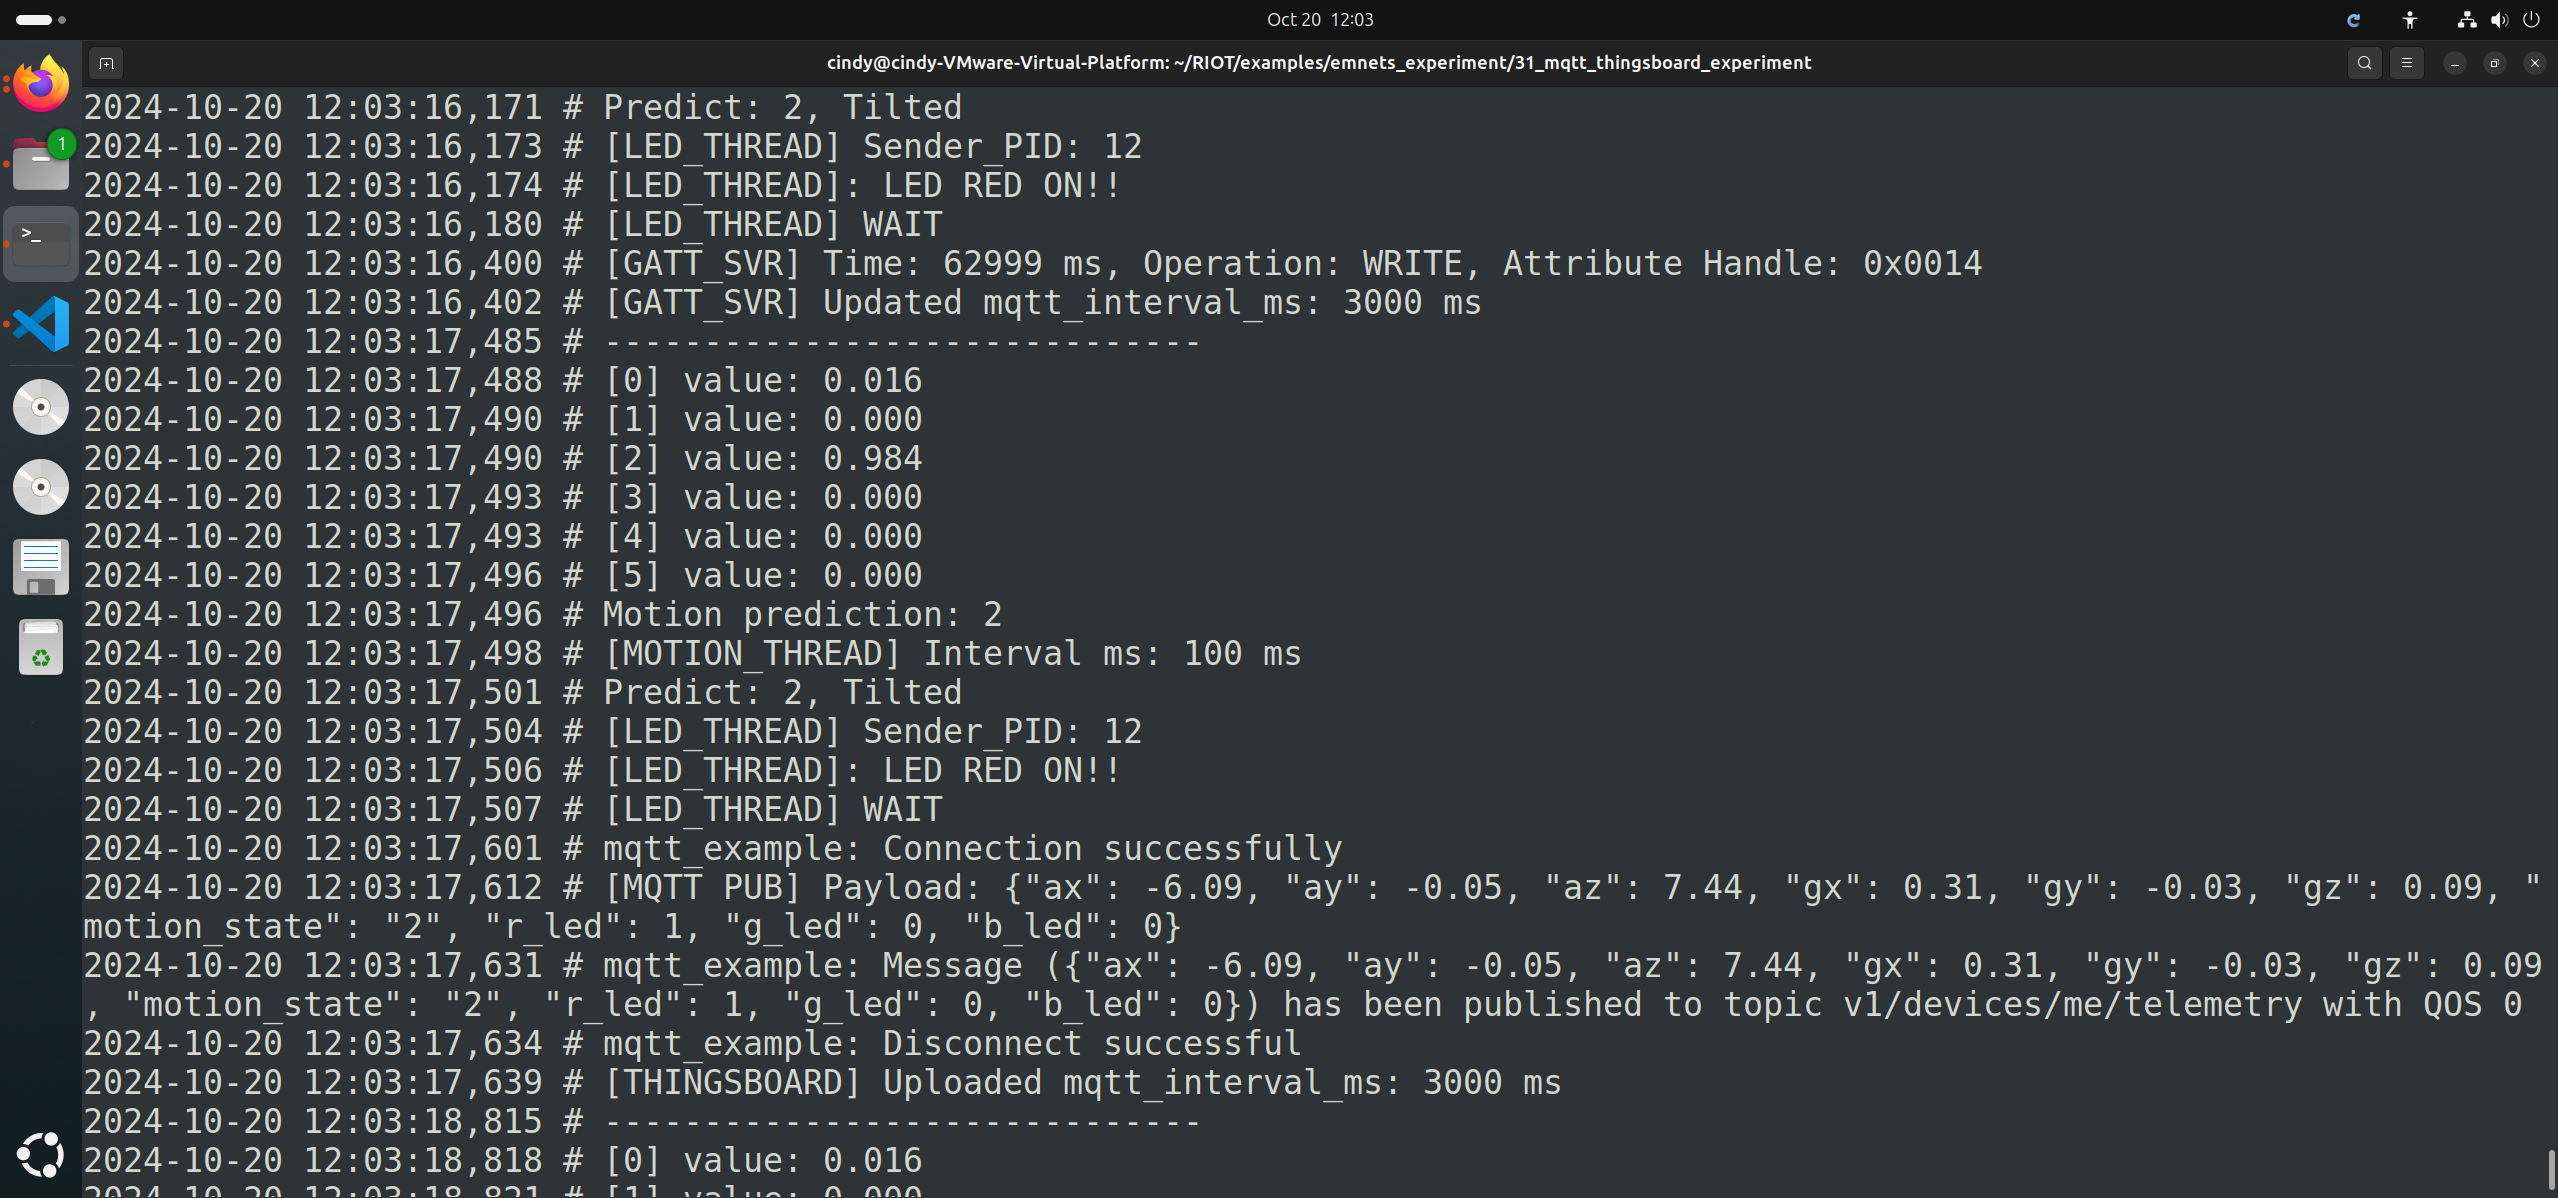 Oct 20 12:03
cindy@cindy-VMware-Virtual-Platform: ~/RIOT/examples/emnets_experiment/31_mqtt_thingsboard_experiment
1
>_
2024-10-20 12:03:16,171 # Predict: 2, Tilted
2024-10-20 12:03:16,173 # [LED_THREAD] Sender_PID: 12
2024-10-20 12:03:16,174 # [LED_THREAD]: LED RED ON!!
2024-10-20 12:03:16,180 # [LED_THREAD] WAIT
2024-10-20 12:03:16,400 # [GATT_SVR] Time: 62999 ms, Operation: WRITE, Attribute Handle: 0x0014
2024-10-20 12:03:16,402 # [GATT_SVR] Updated mqtt_interval_ms: 3000 ms
2024-10-20 12:03:17,485 # ------------------------------
2024-10-20 12:03:17,488 # [0] value: 0.016
2024-10-20 12:03:17,490 # [1] value: 0.000
2024-10-20 12:03:17,490 # [2] value: 0.984
2024-10-20 12:03:17,493 # [3] value: 0.000
2024-10-20 12:03:17,493 # [4] value: 0.000
2024-10-20 12:03:17,496 # [5] value: 0.000
2024-10-20 12:03:17,496 # Motion prediction: 2
2024-10-20 12:03:17,498 # [MOTION_THREAD] Interval ms: 100 ms
2024-10-20 12:03:17,501 # Predict: 2, Tilted
2024-10-20 12:03:17,504 # [LED_THREAD] Sender_PID: 12
2024-10-20 12:03:17,506 # [LED_THREAD]: LED RED ON!!
2024-10-20 12:03:17,507 # [LED_THREAD] WAIT
2024-10-20 12:03:17,601 # mqtt_example: Connection successfully
2024-10-20 12:03:17,612 # [MQTT PUB] Payload: {"ax": -6.09, "ay": -0.05, "az": 7.44, "gx": 0.31, "gy": -0.03, "gz": 0.09, "
motion_state": "2", "r_led": 1, "g_led": 0, "b_led": 0}
2024-10-20 12:03:17,631 # mqtt_example: Message ({"ax": -6.09, "ay": -0.05, "az": 7.44, "gx": 0.31, "gy": -0.03, "gz": 0.09
, "motion_state": "2", "r_led": 1, "g_led": 0, "b_led": 0}) has been published to topic v1/devices/me/telemetry with QOS 0
2024-10-20 12:03:17,634 # mqtt_example: Disconnect successful
2024-10-20 12:03:17,639 # [THINGSBOARD] Uploaded mqtt_interval_ms: 3000 ms
2024-10-20 12:03:18,815 # ------------------------------
2024-10-20 12:03:18,818 # [0] value: 0.016
2024-10-20 12:03:18,821 # [1] value: 0.000